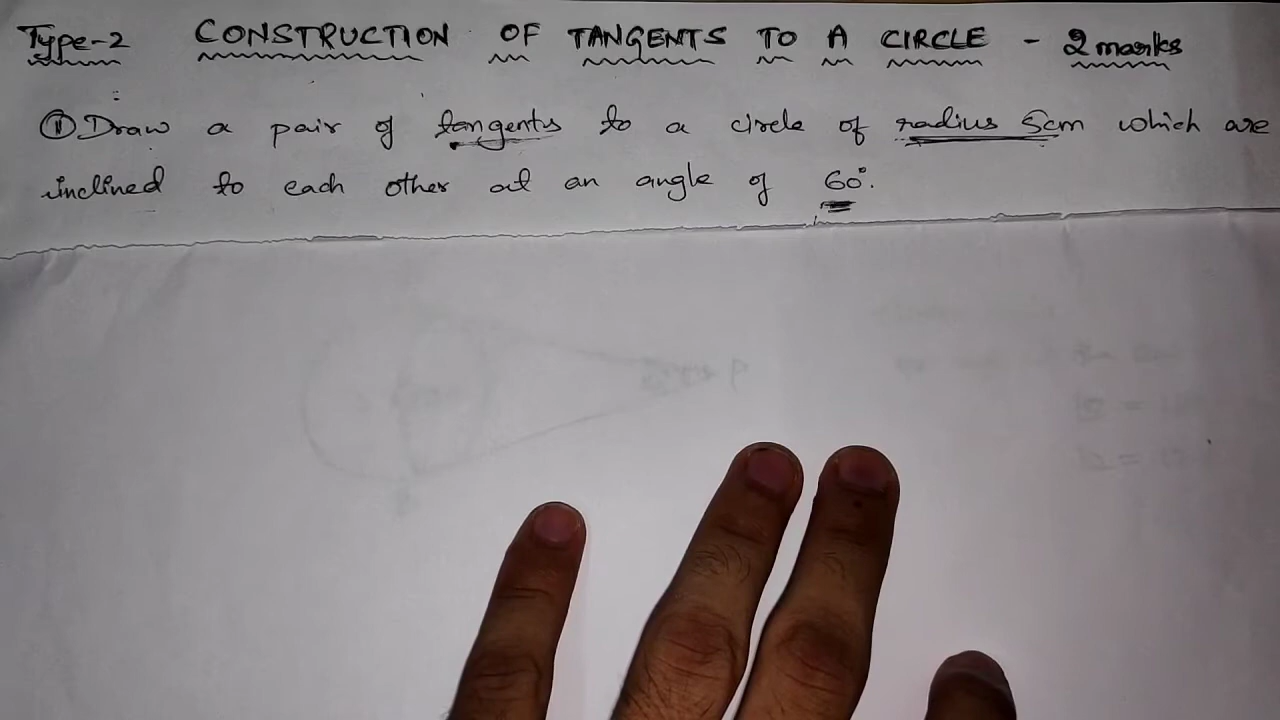 Type-2 CONSTRUCTION OF TANGENTS TO A CIRCLE - 2 marks
① Draw a pair of tangents to a circle of radius 5cm which are
inclined to each other at an angle of 60°.
P